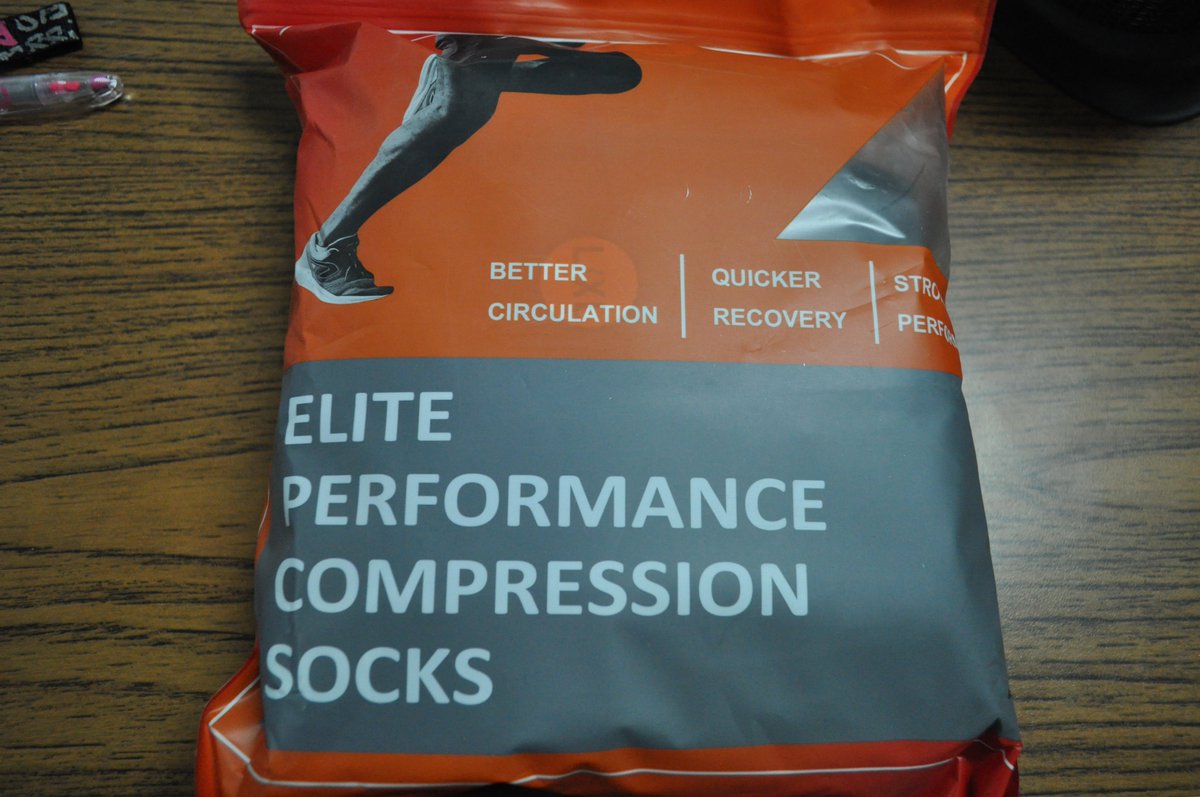 BETTER
CIRCULATION
QUICKER
RECOVERY
ELITE
PERFORMANCE
COMPRESSION
SOCKS